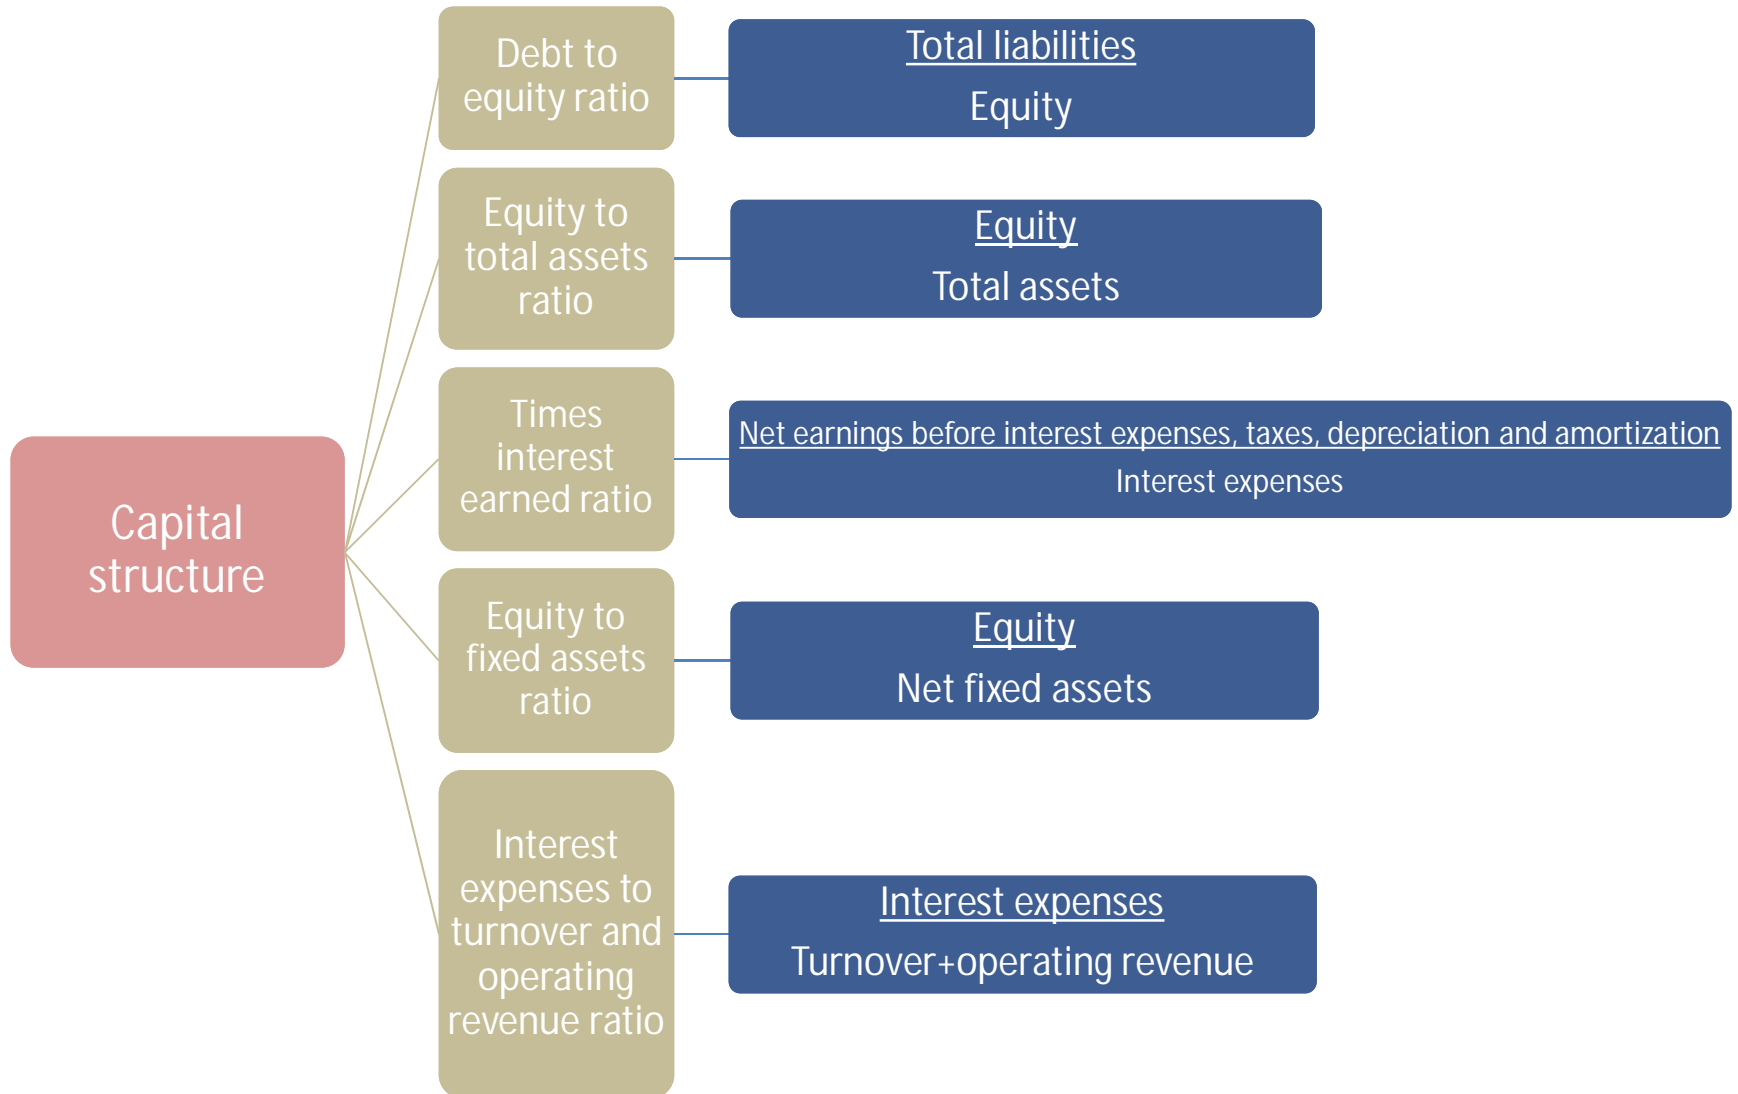 Capital
structure
Debt to
equity ratio
Total liabilities
Equity
Equity to
total assets
ratio
Equity
Total assets
Times
interest
earned ratio
Net earnings before interest expenses, taxes, depreciation and amortization
Interest expenses
Equity to
fixed assets
ratio
Equity
Net fixed assets
Interest
expenses to
turnover and
operating
revenue ratio
Interest expenses
Turnover+operating revenue